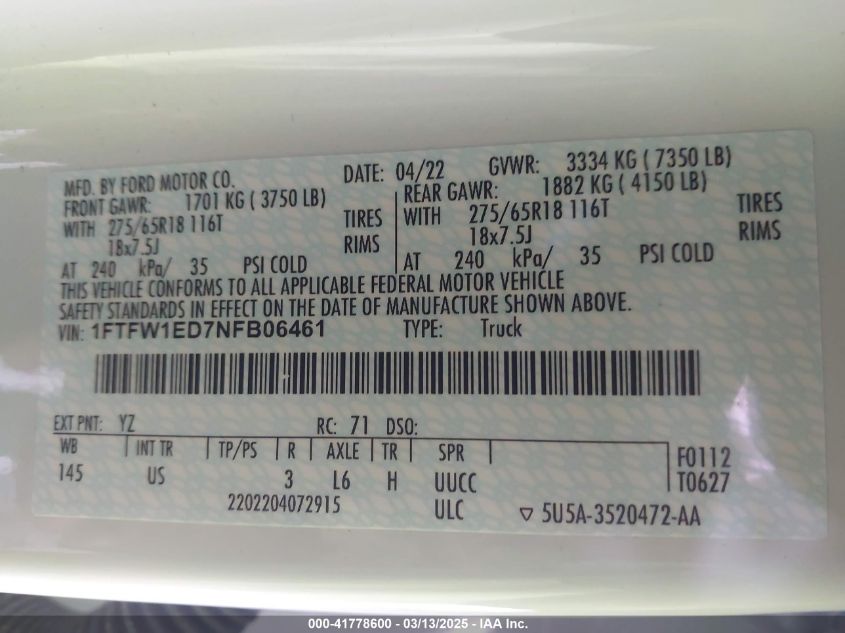 MFD. BY FORD MOTOR CO. DATE: 04/22 GVWR: 3334 KG ( 7350 LB)
FRONT GAWR: 1701 KG ( 3750 LB) REAR GAWR: 1882 KG ( 4150 LB)
WITH 275/65R18 116T TIRES WITH 275/65R18 116T TIRES
18x7.5J RIMS 18x7.5J RIMS
AT 240 kPa/ 35 PSI COLD AT 240 kPa/ 35 PSI COLD
THIS VEHICLE CONFORMS TO ALL APPLICABLE FEDERAL MOTOR VEHICLE
SAFETY STANDARDS IN EFFECT ON THE DATE OF MANUFACTURE SHOWN ABOVE.
VIN: 1FTFW1ED7NFB06461 TYPE: Truck
EXT PNT: YZ RC: 71 DSO:
WB INT TR TP/PS R AXLE TR SPR F0112
145 US 3 L6 H UUCC T0627
2202204072915 ULC ▽ 5U5A-3520472-AA
000-41778600 - 03/13/2025 - IAA Inc.